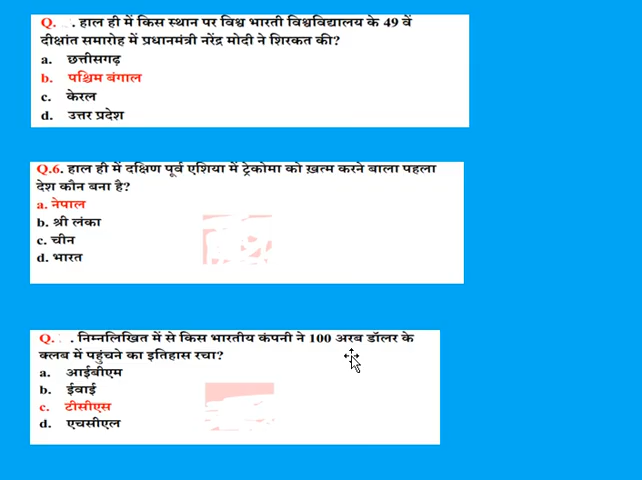 Q. . हाल ही में किस स्थान पर विश्व भारती विश्वविद्यालय के 49 वें
दीक्षांत समारोह में प्रधानमंत्री नरेंद्र मोदी ने शिरकत की?
a. छत्तीसगढ़
b. पश्चिम बंगाल
c. केरल
d. उत्तर प्रदेश
Q.6. हाल ही में दक्षिण पूर्व एशिया में ट्रेकोमा को ख़त्म करने बाला पहला
देश कौन बना है?
a. नेपाल
b. श्री लंका
c. चीन
d. भारत
Q. . निम्नलिखित में से किस भारतीय कंपनी ने 100 अरब डॉलर के
क्लब में पहुंचने का इतिहास रचा?
a. आईबीएम
b. ईवाई
c. टीसीएस
d. एचसीएल